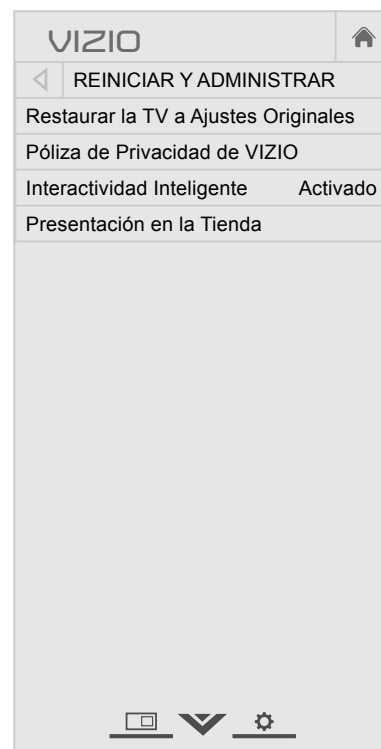 VIZIO
REINICIAR Y ADMINISTRAR
Restaurar la TV a Ajustes Originales
Póliza de Privacidad de VIZIO
Interactividad Inteligente Activado
Presentación en la Tienda